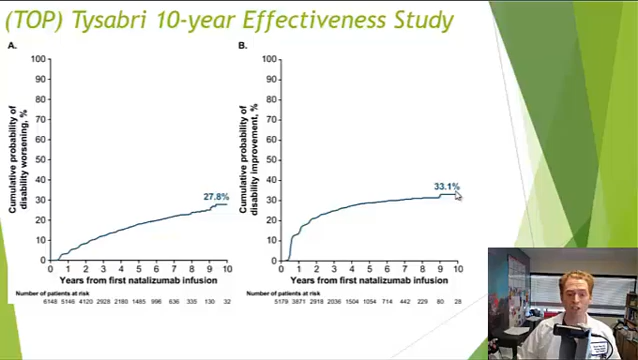 (TOP) Tysabri 10-year Effectiveness Study
A.
Cumulative probability of
disability worsening, %
100
90
80
70
60
50
40
30
20
10
0
27.8%
0 1 2 3 4 5 6 7 8 9 10
Years from first natalizumab infusion
Number of patients at risk
6148 5146 4120 2928 2180 1485 996 636 335 130 32
B.
Cumulative probability of
disability improvement, %
100
90
80
70
60
50
40
30
20
10
0
33.1%
0 1 2 3 4 5 6 7 8 9 10
Years from first natalizumab infusion
Number of patients at risk
5179 3871 2918 2036 1504 1054 714 442 229 80 28